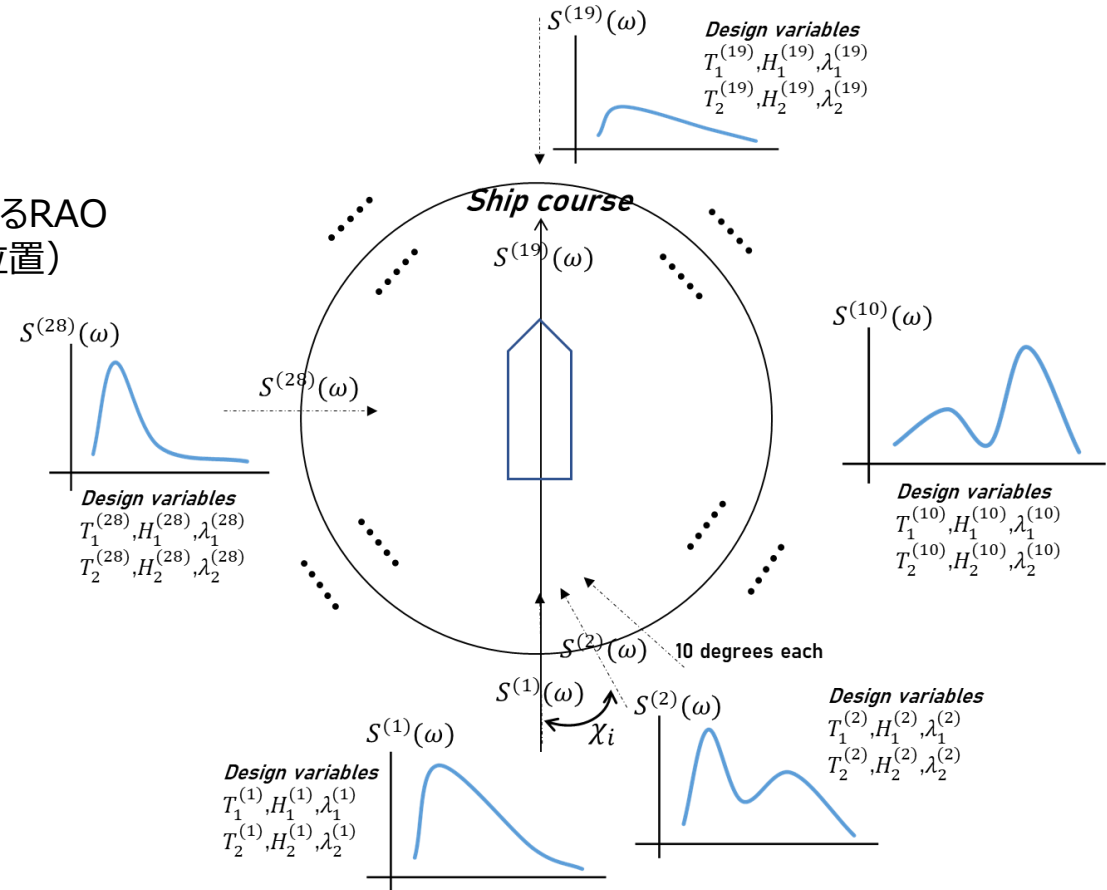 S^{(19)}(ω)
Design variables
T_1^{(19)},H_1^{(19)},λ_1^{(19)}
T_2^{(19)},H_2^{(19)},λ_2^{(19)}
るRAO
位置）
Ship course
S^{(19)}(ω)
S^{(28)}(ω)
S^{(28)}(ω)
Design variables
T_1^{(28)},H_1^{(28)},λ_1^{(28)}
T_2^{(28)},H_2^{(28)},λ_2^{(28)}
S^{(10)}(ω)
Design variables
T_1^{(10)},H_1^{(10)},λ_1^{(10)}
T_2^{(10)},H_2^{(10)},λ_2^{(10)}
S^{(2)}(ω)
10 degrees each
S^{(1)}(ω)
χ_i
S^{(1)}(ω)
Design variables
T_1^{(1)},H_1^{(1)},λ_1^{(1)}
T_2^{(1)},H_2^{(1)},λ_2^{(1)}
S^{(2)}(ω)
Design variables
T_1^{(2)},H_1^{(2)},λ_1^{(2)}
T_2^{(2)},H_2^{(2)},λ_2^{(2)}